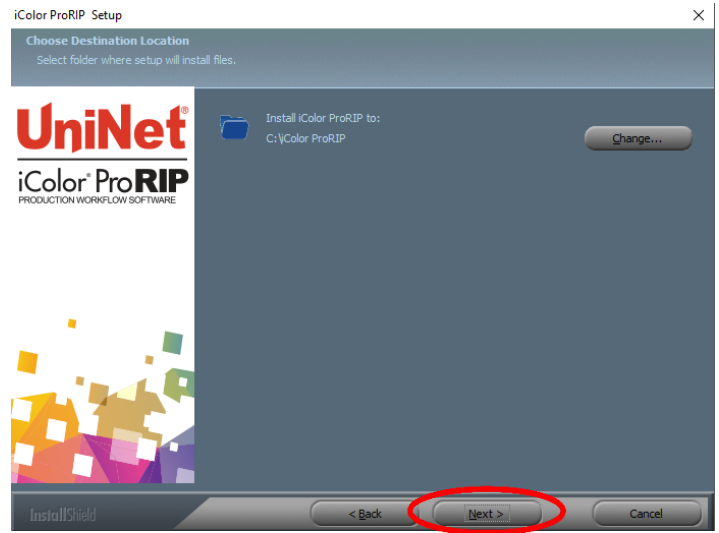 iColor ProRIP Setup
Choose Destination Location
Select folder where setup will install files.
UniNet®
iColor® ProRIP
PRODUCTION WORKFLOW SOFTWARE
Install iColor ProRIP to:
C:\iColor ProRIP
Change...
InstallShield
< Back
Next >
Cancel